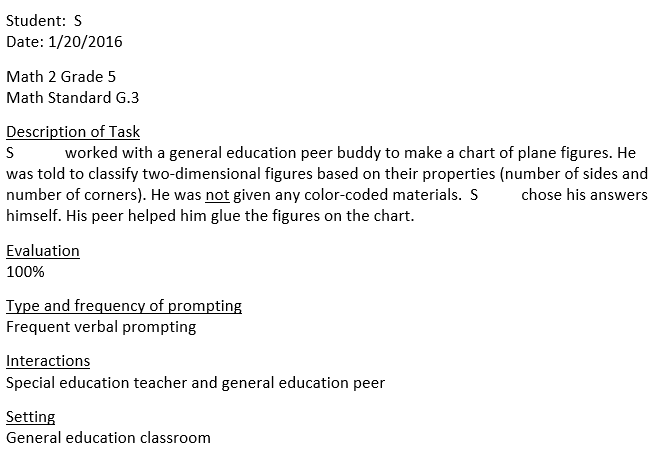 Student: S
Date: 1/20/2016
Math 2 Grade 5
Math Standard G.3
Description of Task
S worked with a general education peer buddy to make a chart of plane figures. He
was told to classify two-dimensional figures based on their properties (number of sides and
number of corners). He was not given any color-coded materials. S chose his answers
himself. His peer helped him glue the figures on the chart.
Evaluation
100%
Type and frequency of prompting
Frequent verbal prompting
Interactions
Special education teacher and general education peer
Setting
General education classroom